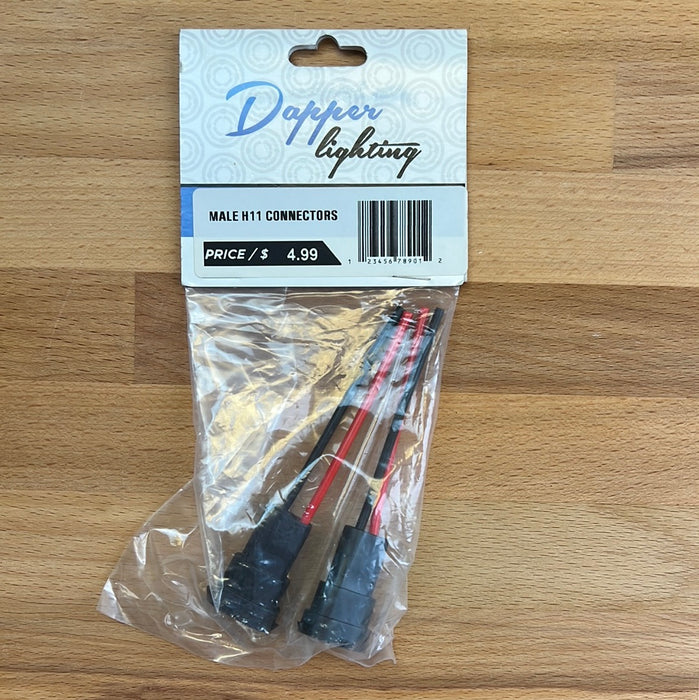 Dapper
lighting
MALE H11 CONNECTORS
PRICE / $ 4.99
1 23456 78901 2